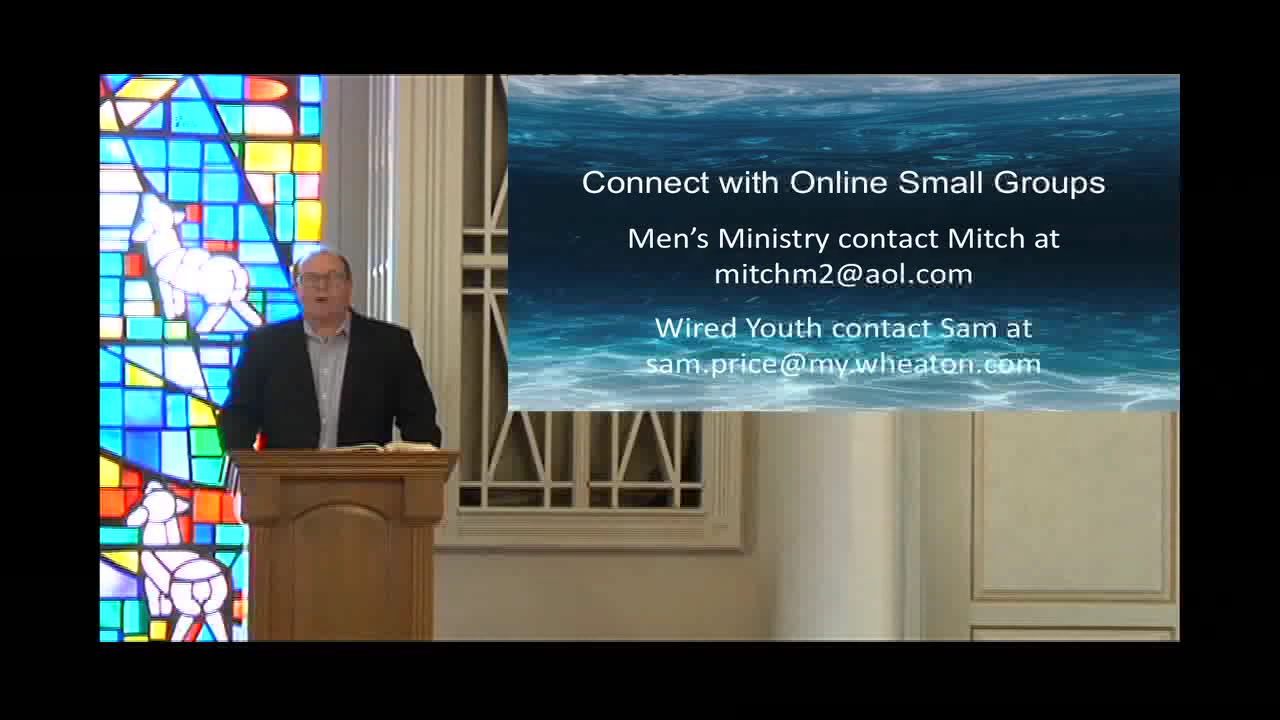 Connect with Online Small Groups
Men’s Ministry contact Mitch at
mitchm2@aol.com
Wired Youth contact Sam at
sam.price@my.wheaton.com